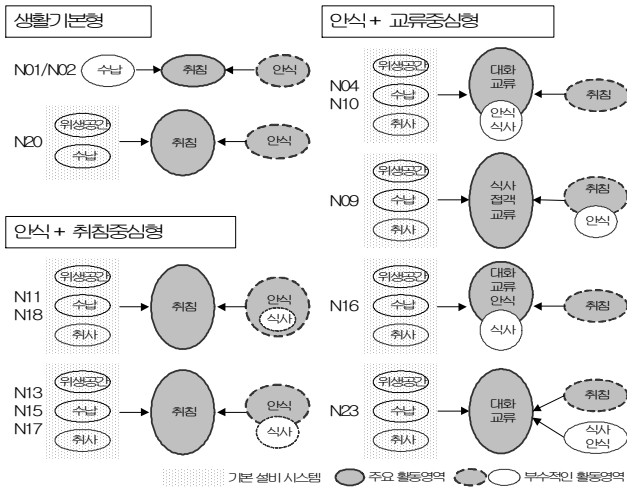 생활기본형
N01/N02
수납
취침
안식
N20
위생공간
수납
취침
안식
안식 + 취침중심형
N11
N18
위생공간
수납
취사
취침
안식
식사
N13
N15
N17
위생공간
수납
취사
취침
안식
식사
안식 + 교류중심형
N04
N10
위생공간
수납
취사
대화
교류
안식
식사
취침
N09
위생공간
수납
취사
식사
접객
교류
취침
안식
N16
위생공간
수납
취사
대화
교류
안식
식사
취침
N23
위생공간
수납
취사
대화
교류
취침
식사
안식
기본 설비 시스템
주요 활동영역
부수적인 활동영역